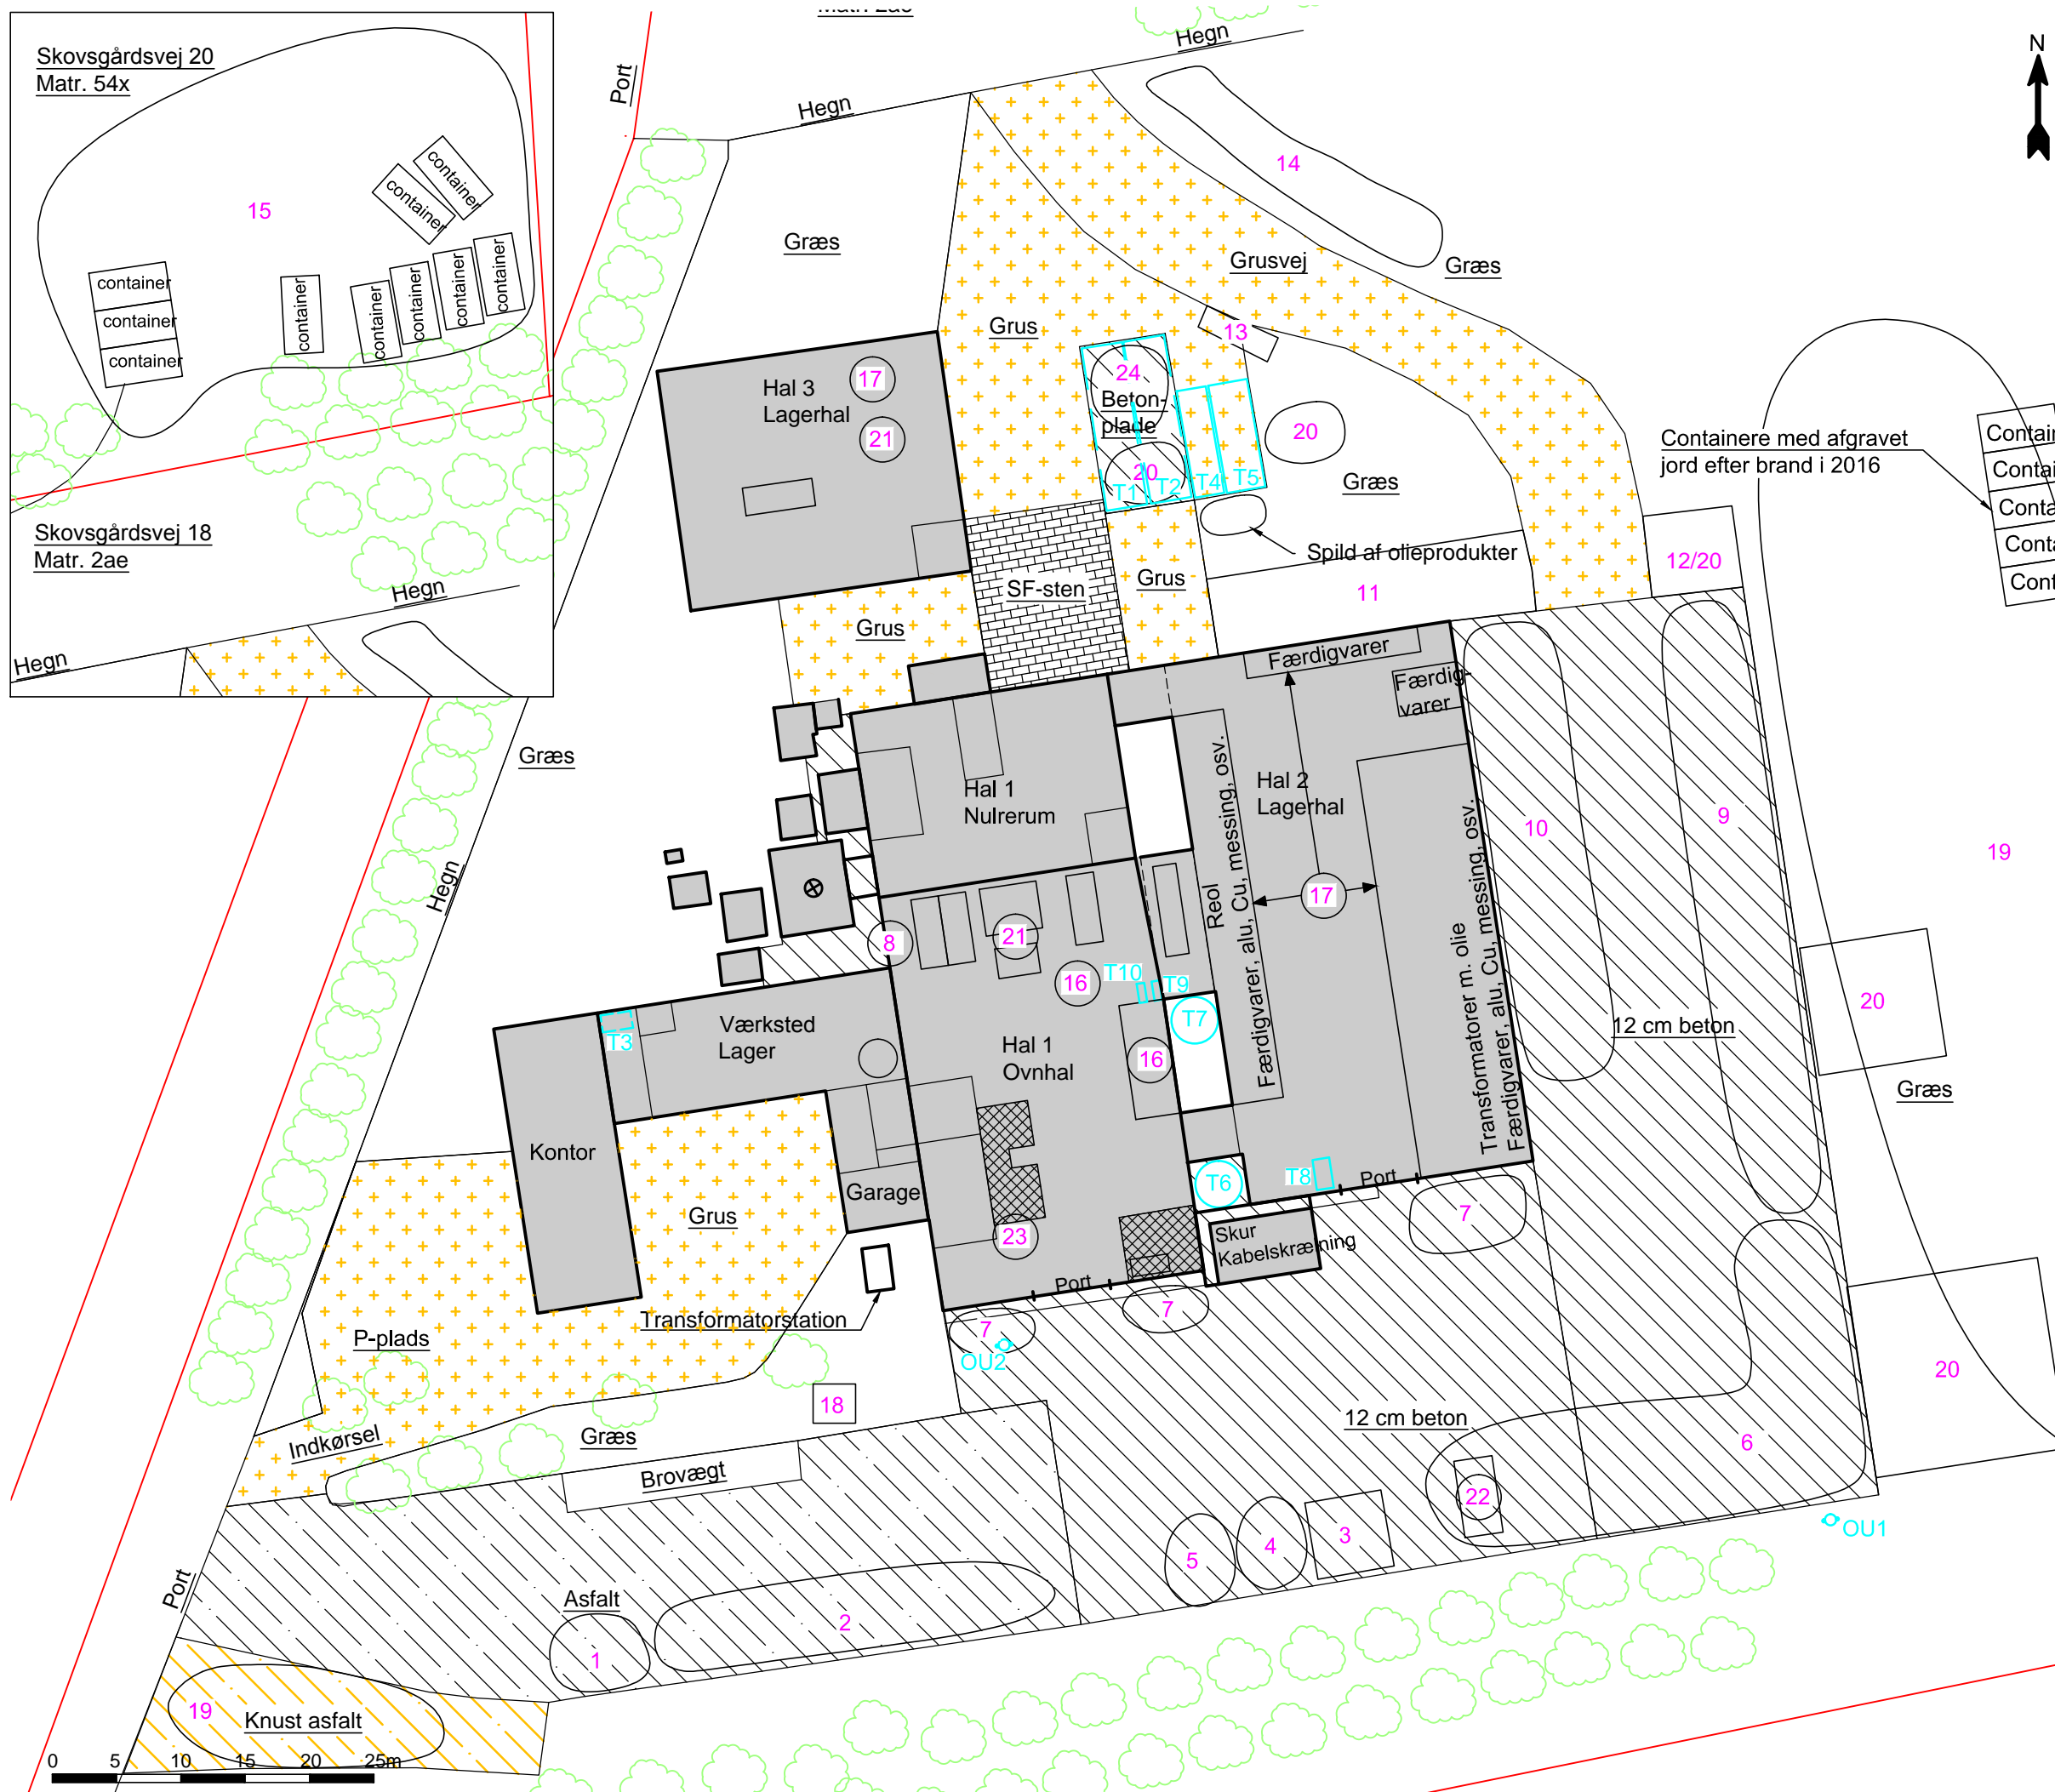 Skovsgårdsvej 20
Matr. 54x
15
container
container
container
container
container
container
container
container
container
container
Skovsgårdsvej 18
Matr. 2ae
Hegn
Hegn
Port
Hegn
Hegn
N
14
Græs
Grusvej
Græs
Grus
13
Hal 3
Lagerhal
17
21
24
Beton-
plade
20
T1
T2
T4
T5
20
Græs
Spild af olieprodukter
Containere med afgravet
jord efter brand i 2016
12/20
11
SF-sten
Grus
Grus
Færdigvarer
Færdig-
varer
Græs
Hal 1
Nulrerum
Hal 2
Lagerhal
Reol
Færdigvarer, alu, Cu, messing, osv.
Transformatorer m. olie
Færdigvarer, alu, Cu, messing, osv.
10
9
19
17
Hegn
8
21
16
T10
T9
T7
16
T3
Værksted
Lager
Hal 1
Ovnhal
12 cm beton
20
Græs
Kontor
Garage
Grus
T6
T8
Port
7
Skur
Kabelskrælning
23
Port
7
7
OU2
Transformatorstation
P-plads
18
Indkørsel
Græs
Brovægt
12 cm beton
6
20
22
3
4
5
OU1
Port
Asfalt
1
2
19
Knust asfalt
0 5 10 15 20 25m